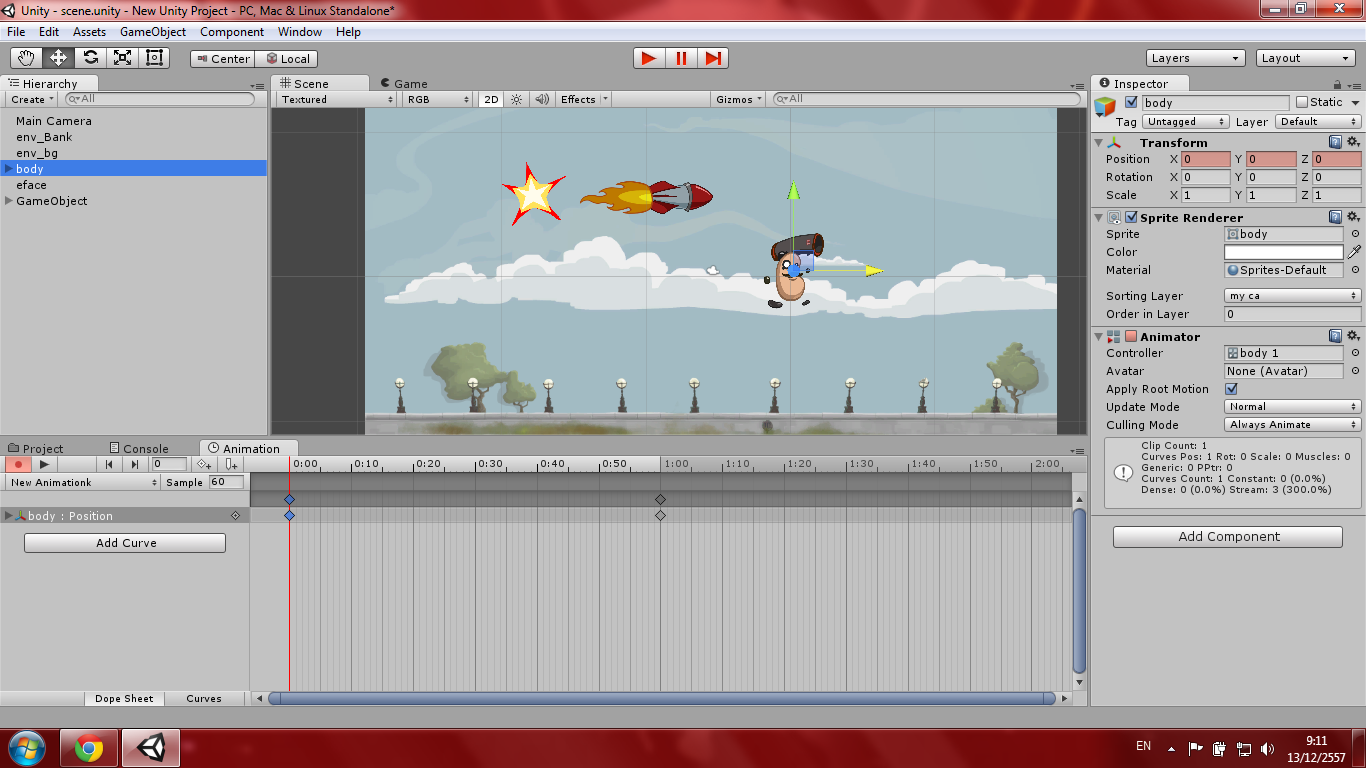 Unity - scene.unity - New Unity Project - PC, Mac & Linux Standalone*
File Edit Assets GameObject Component Window Help
Center Local Layers Layout
Hierarchy
Create All
Main Camera
env_Bank
env_bg
body
eface
GameObject
Scene Game
Textured RGB 2D Effects Gizmos All
Inspector
body Static
Tag Untagged Layer Default
Transform
Position X 0 Y 0 Z 0
Rotation X 0 Y 0 Z 0
Scale X 1 Y 1 Z 1
Sprite Renderer
Sprite body
Color
Material Sprites-Default
Sorting Layer my ca
Order in Layer 0
Animator
Controller body 1
Avatar None (Avatar)
Apply Root Motion
Update Mode Normal
Culling Mode Always Animate
Clip Count: 1
Curves Pos: 1 Rot: 0 Scale: 0 Muscles: 0
Generic: 0 PPtr: 0
Curves Count: 1 Constant: 0 (0.0%)
Dense: 0 (0.0%) Stream: 3 (300.0%)
Add Component
Project Console Animation
0 0:00 0:10 0:20 0:30 0:40 0:50 1:00 1:10 1:20 1:30 1:40 1:50 2:00
New Animationk Sample 60
body : Position
Add Curve
Dope Sheet Curves
EN 9:11
13/12/2557